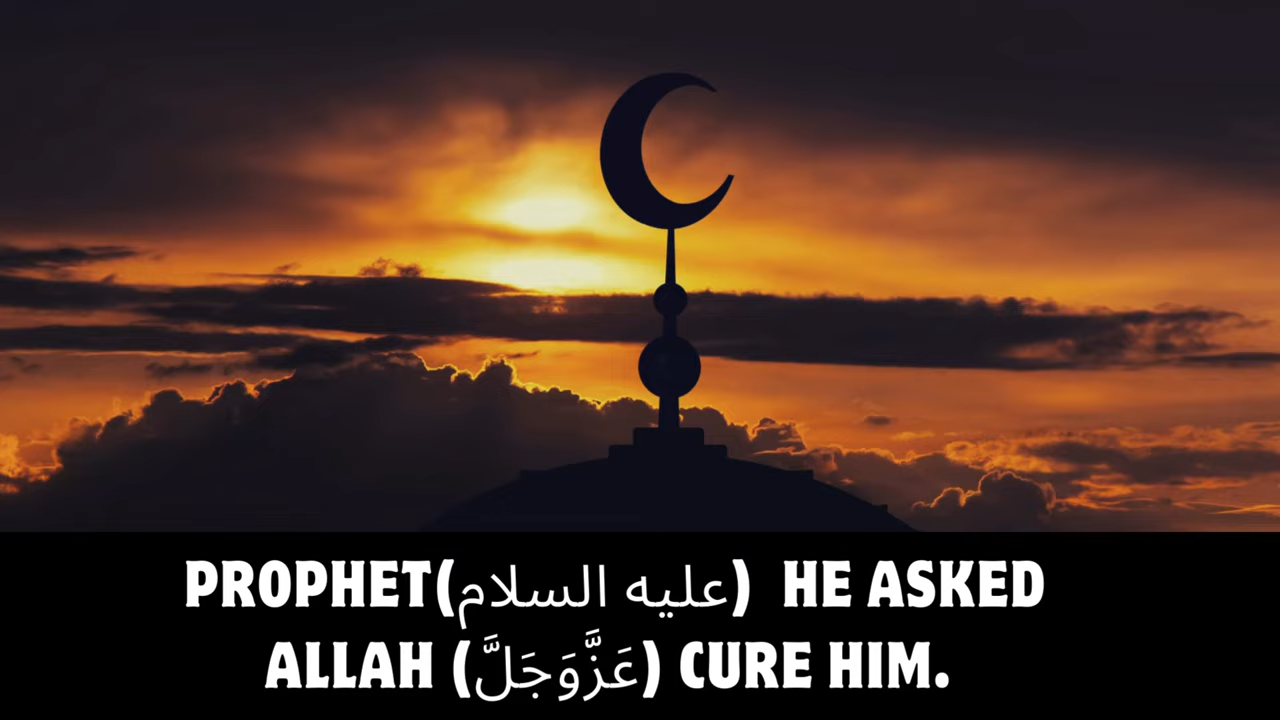 PROPHET(عليه السلام) HE ASKED
ALLAH (عَزَّوَجَلَّ) CURE HIM.